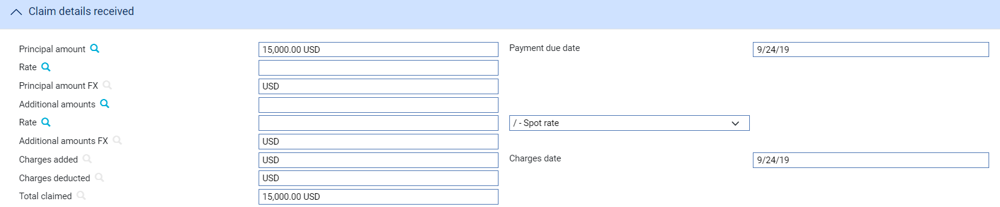 Claim details received
Principal amount 15,000.00 USD Payment due date 9/24/19
Rate
Principal amount FX USD
Additional amounts
Rate / - Spot rate
Additional amounts FX USD
Charges added USD Charges date 9/24/19
Charges deducted USD
Total claimed 15,000.00 USD